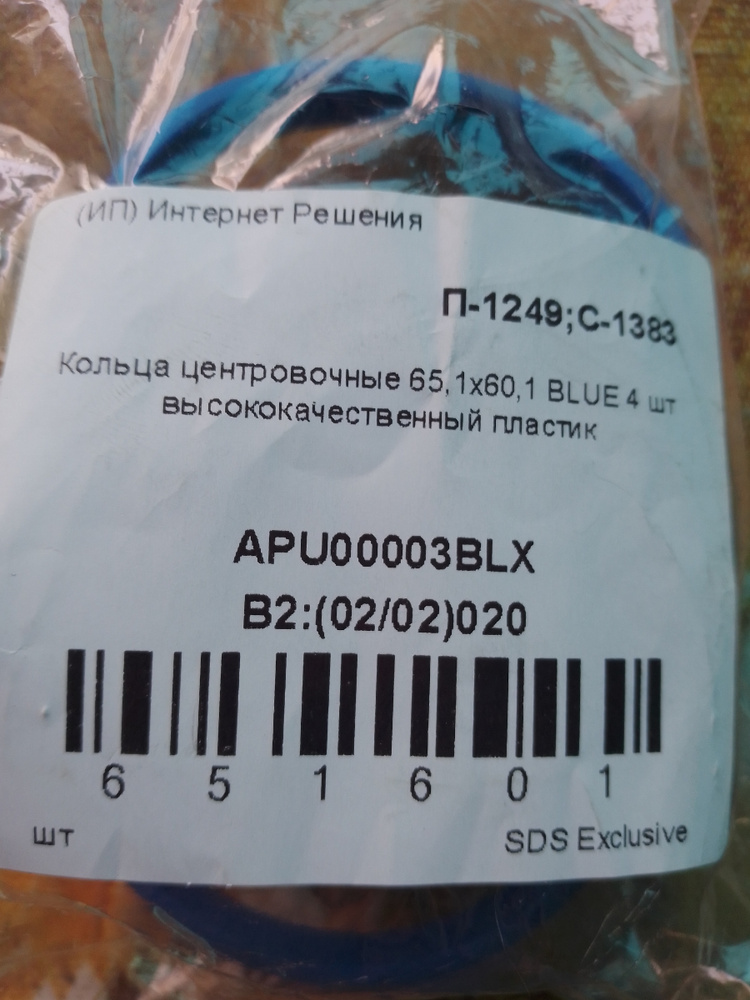 (ИП) Интернет Решения
П-1249;С-1383
Кольца центровочные 65,1х60,1 BLUE 4 шт
высококачественный пластик
APU00003BLX
B2:(02/02)020
6 5 1 6 0 1
шт
SDS Exclusive